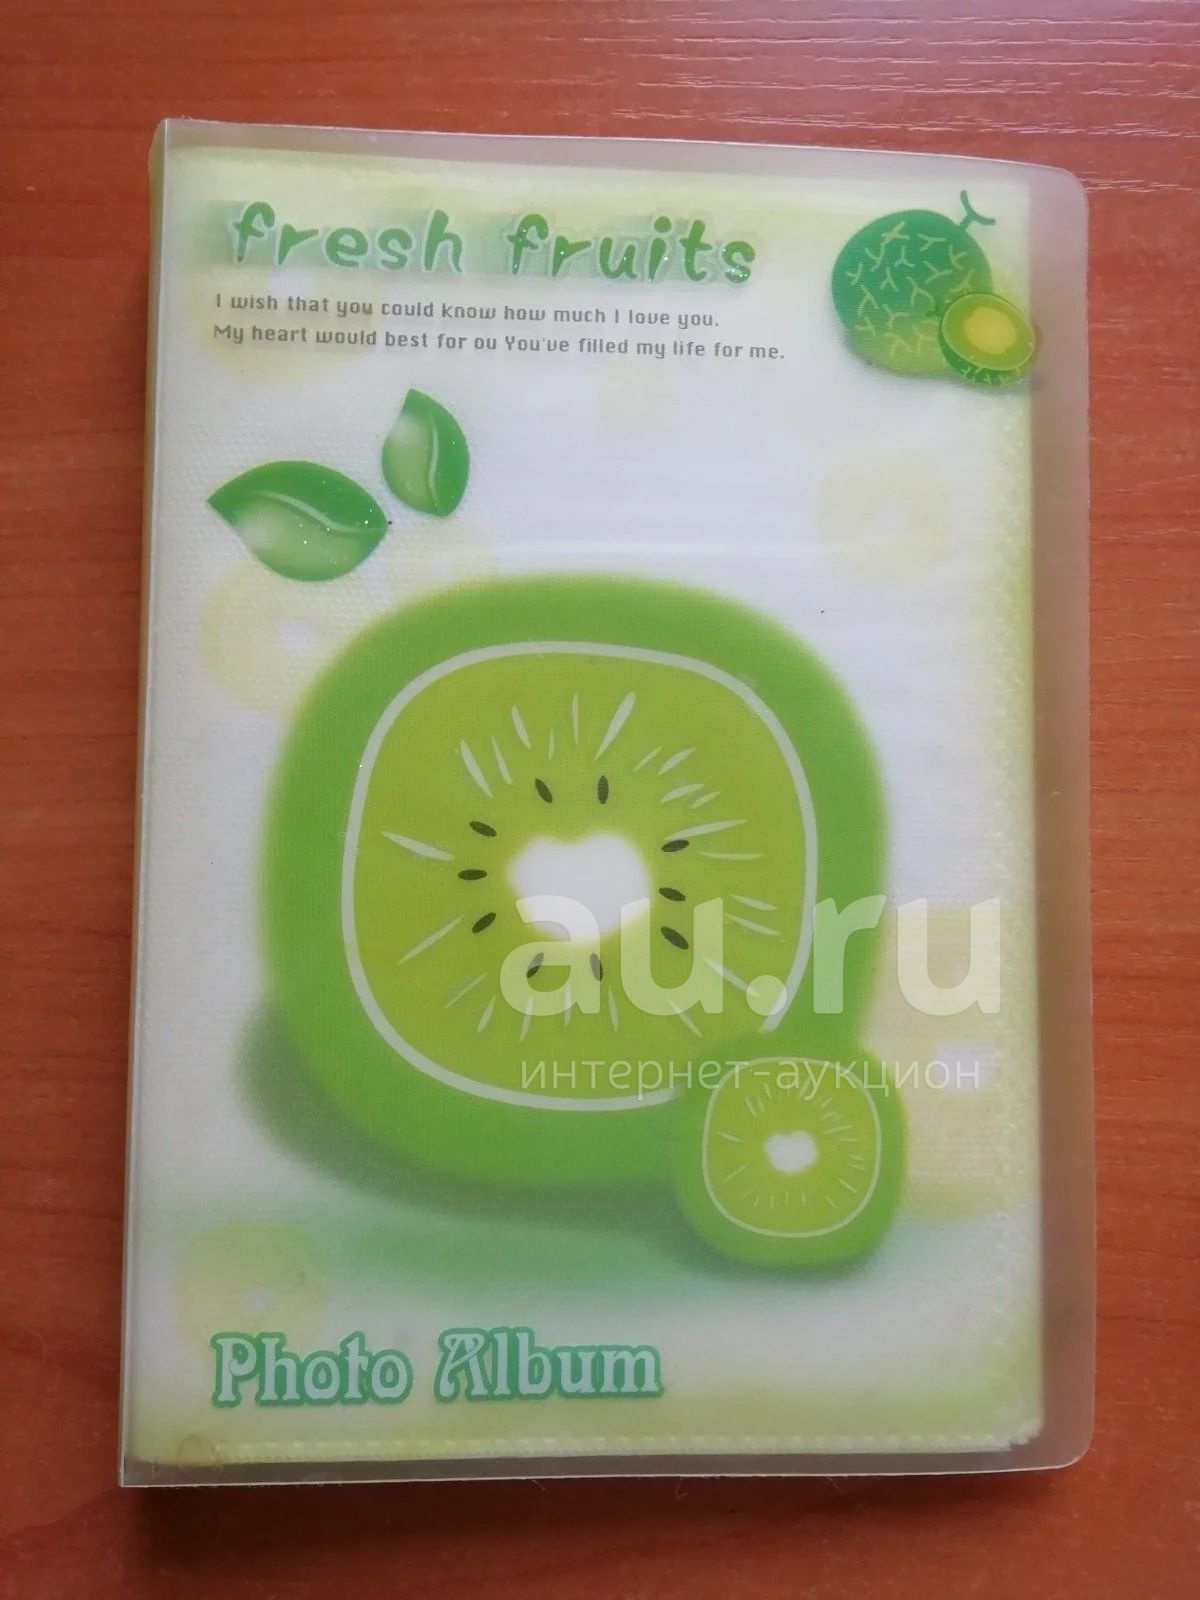 fresh fruits
I wish that you could know how much I love you.
My heart would best for ou You've filled my life for me.
au.ru
интернет-аукцион
Photo Album